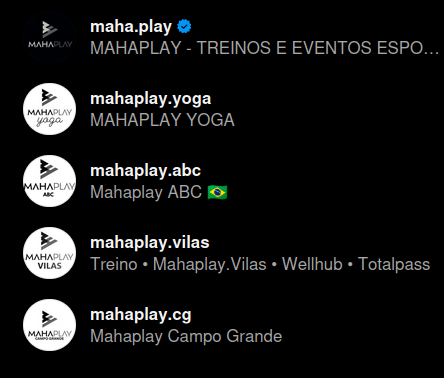 maha.play
MAHAPLAY - TREINOS E EVENTOS ESPO...
MAHAPLAY
mahaplay.yoga
MAHAPLAY YOGA
MAHAPLAY
yoga
mahaplay.abc
Mahaplay ABC
MAHAPLAY
ABC
mahaplay.vilas
Treino • Mahaplay.Vilas • Wellhub • Totalpass
MAHAPLAY
VILAS
mahaplay.cg
Mahaplay Campo Grande
MAHAPLAY
CAMPO GRANDE